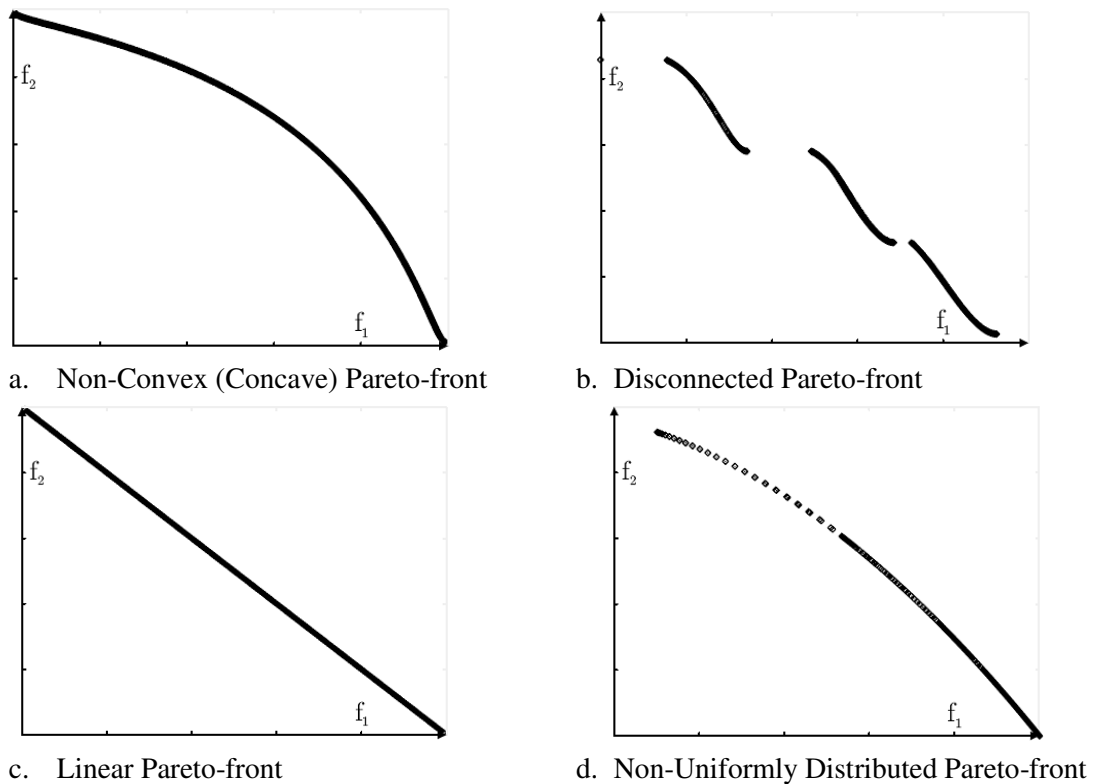 f₂
f₁
a. Non-Convex (Concave) Pareto-front
f₂
f₁
b. Disconnected Pareto-front
f₂
f₁
c. Linear Pareto-front
f₂
f₁
d. Non-Uniformly Distributed Pareto-front